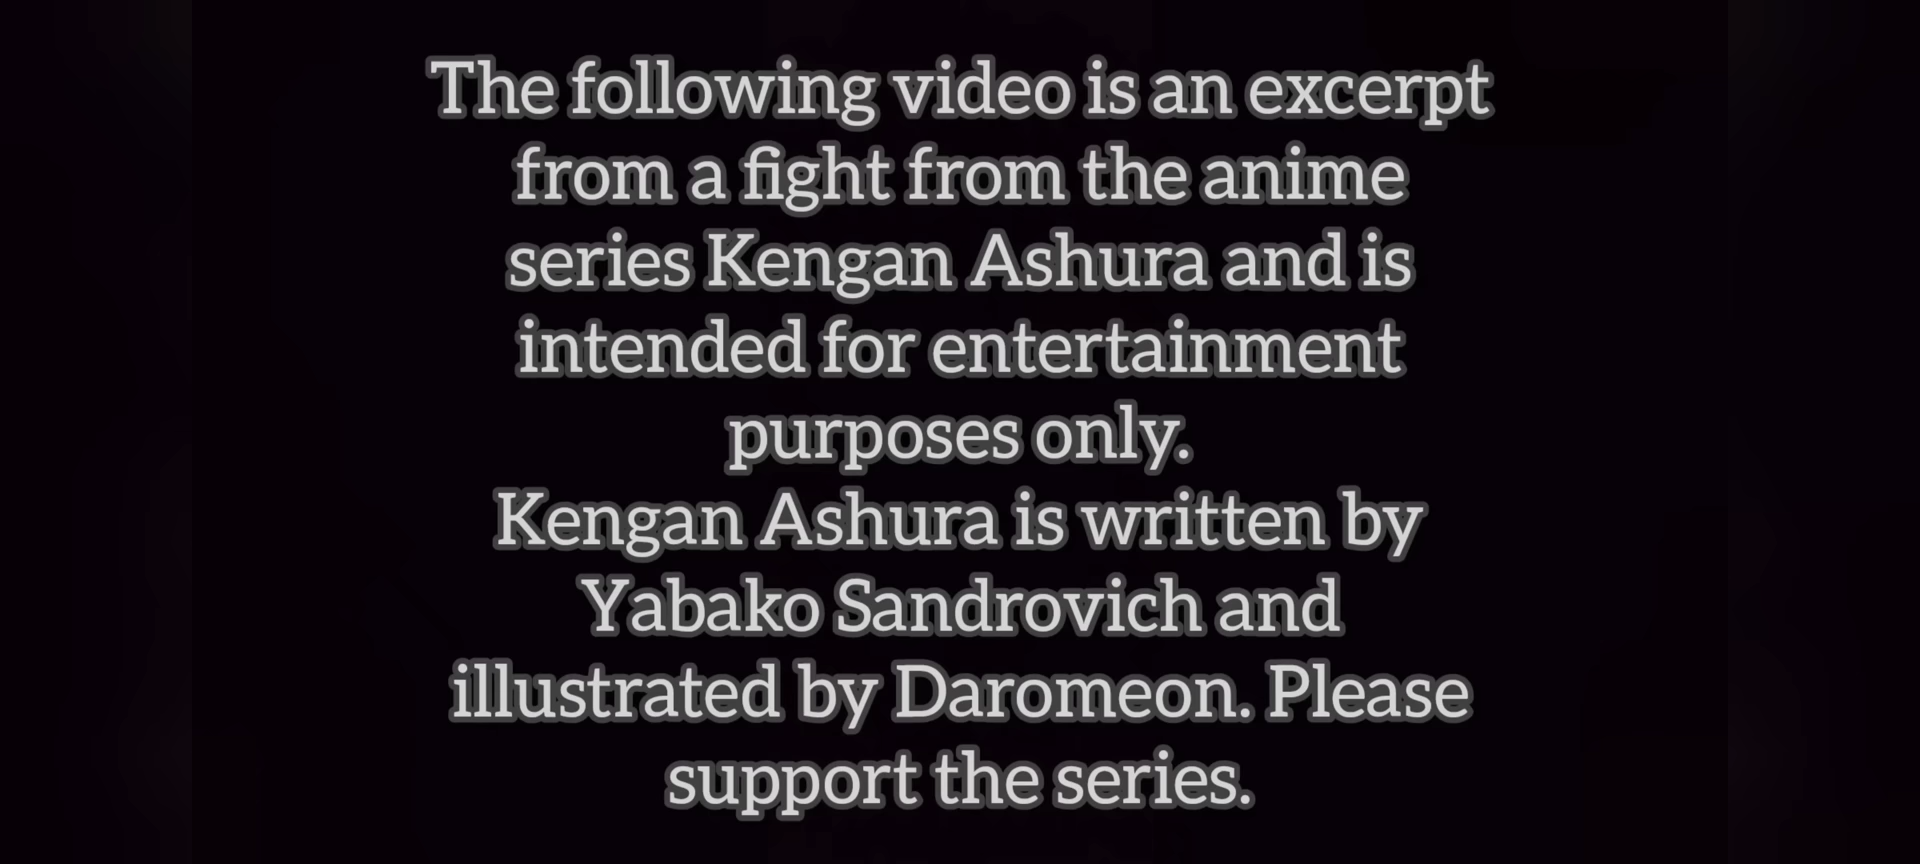 The following video is an excerpt
from a fight from the anime
series Kengan Ashura and is
intended for entertainment
purposes only.
Kengan Ashura is written by
Yabako Sandrovich and
illustrated by Daromeon. Please
support the series.